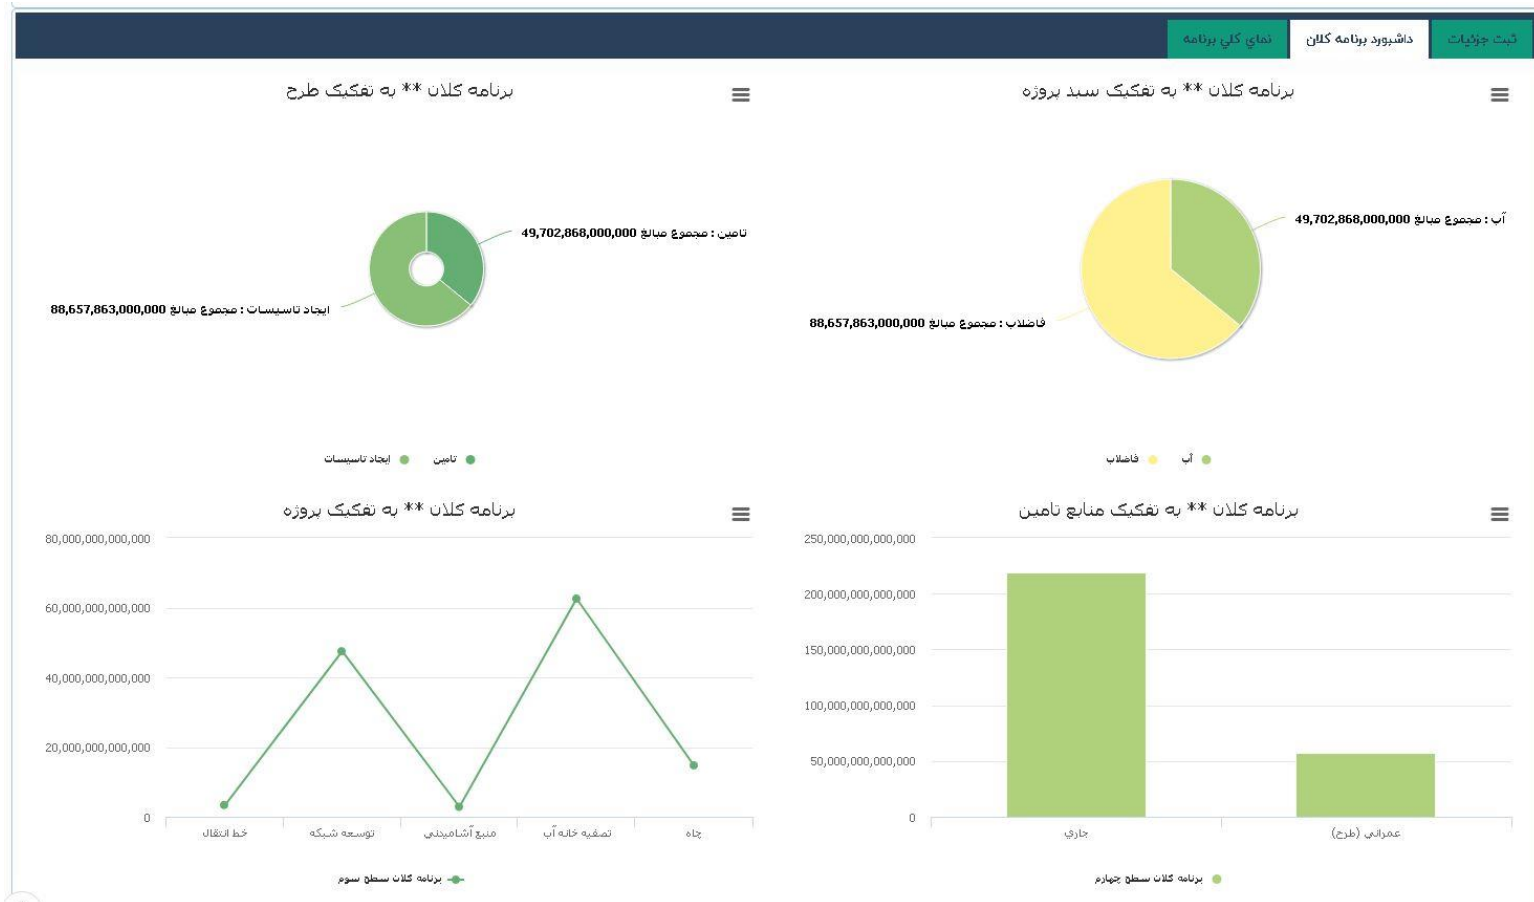 ثبت جزئیات
داشبورد برنامه کلان
نمای کلي برنامه
برنامه کلان ** به تفکیک سبد پروژه
آب : مجموع مبالغ 49,702,868,000,000
فاضلاب : مجموع مبالغ 88,657,863,000,000
آب
فاضلاب
برنامه کلان ** به تفکیک طرح
تامین : مجموع مبالغ 49,702,868,000,000
ایجاد تاسیسات : مجموع مبالغ 88,657,863,000,000
تامین
ایجاد تاسیسات
برنامه کلان ** به تفکیک منابع تامین
250,000,000,000,000
200,000,000,000,000
150,000,000,000,000
100,000,000,000,000
50,000,000,000,000
0
جاري
عمراني (طرح)
برنامه کلان سطح چهارم
برنامه کلان ** به تفکیک پروژه
80,000,000,000,000
60,000,000,000,000
40,000,000,000,000
20,000,000,000,000
0
خط انتقال
توسعه شبکه
منبع آشامیدنی
تصفیه خانه آب
چاه
برنامه کلان سطح سوم